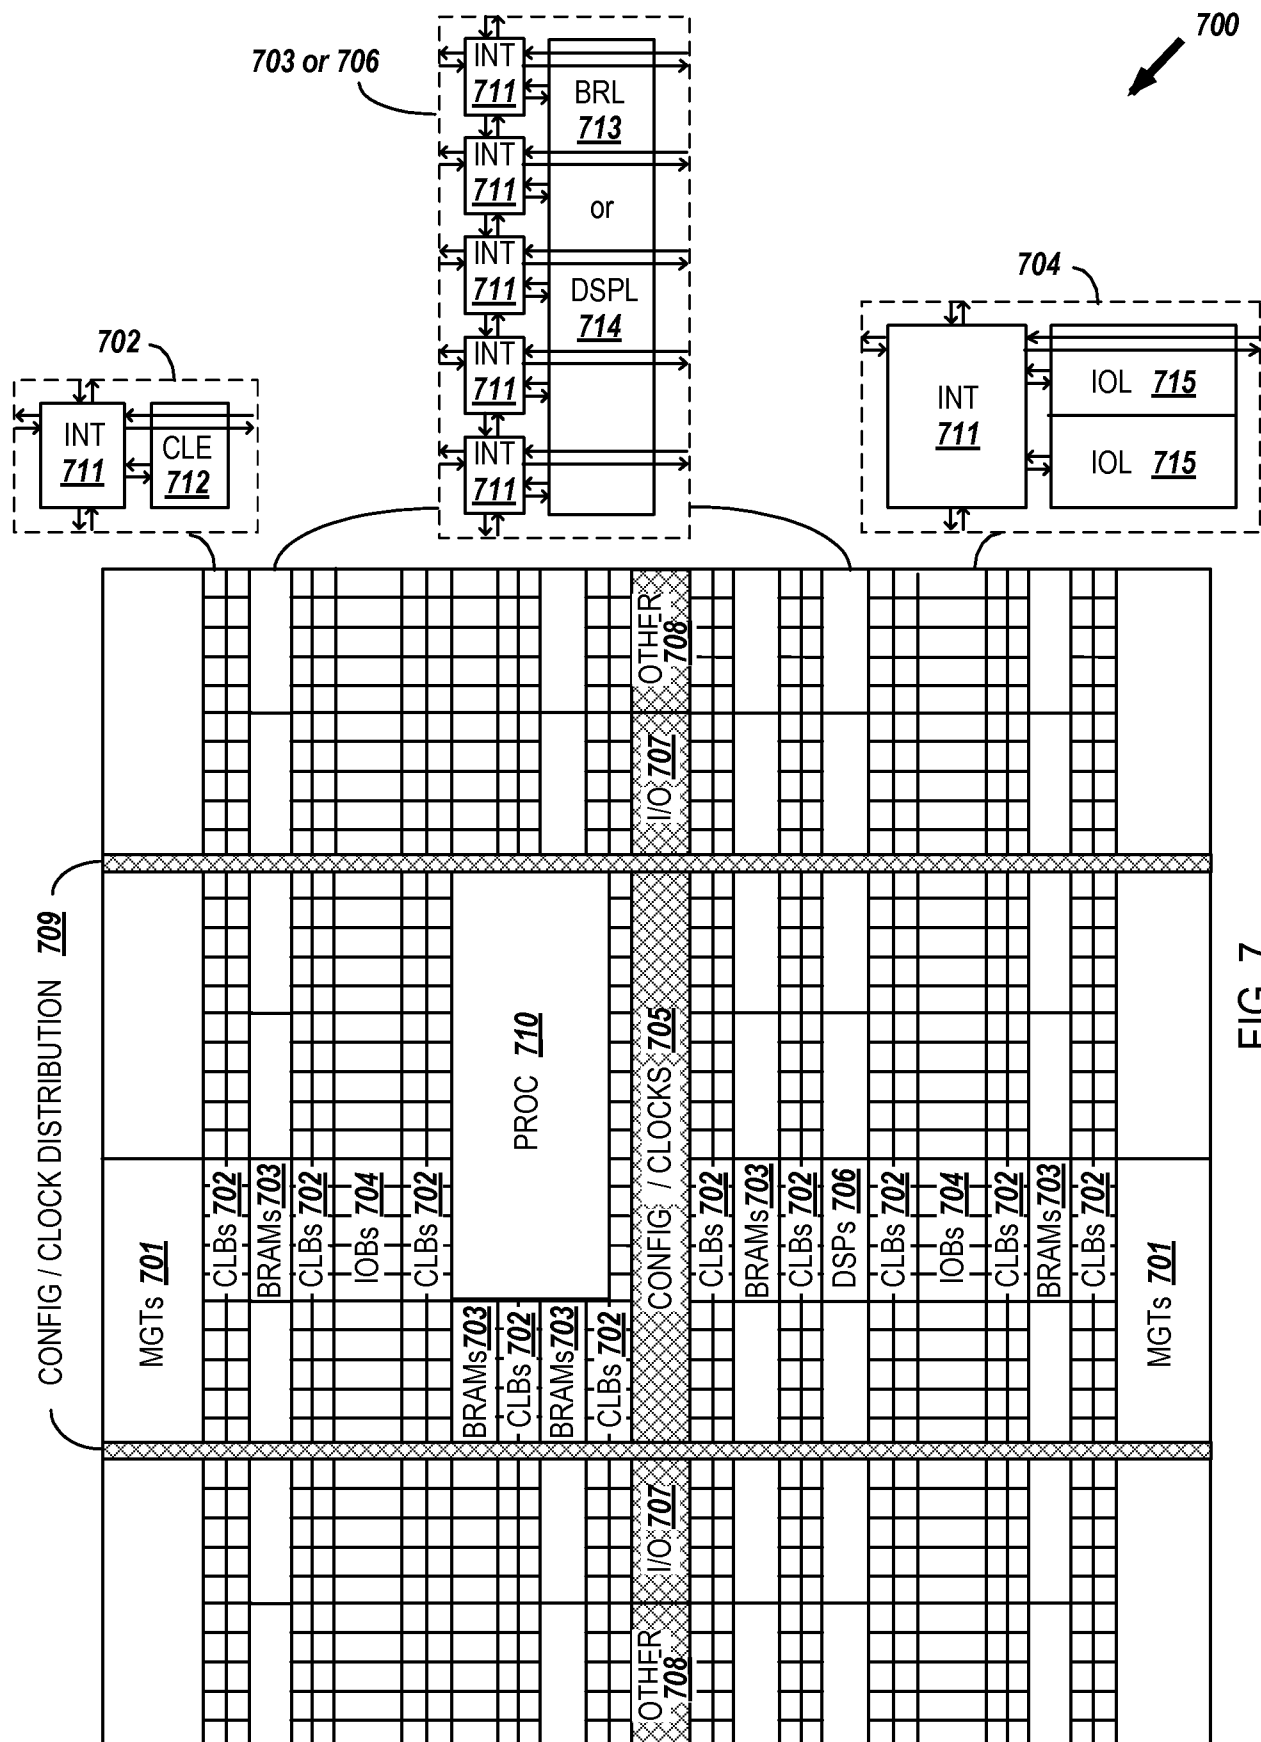 700
703 or 706
INT
711
INT
711
INT
711
INT
711
INT
711
BRL
713
or
DSPL
714
704
INT
711
IOL 715
IOL 715
702
INT
711
CLE
712
CONFIG / CLOCK DISTRIBUTION 709
MGTs 701
CLBs 702
BRAMs 703
CLBs 702
IOBs 704
CLBs 702
BRAMs 703
CLBs 702
BRAMs 703
CLBs 702
PROC 710
OTHER
708
I/O 707
CONFIG / CLOCKS 705
I/O 707
OTHER
708
CLBs 702
BRAMs 703
CLBs 702
DSPs 706
CLBs 702
IOBs 704
CLBs 702
BRAMs 703
CLBs 702
MGTs 701
FIG. 7